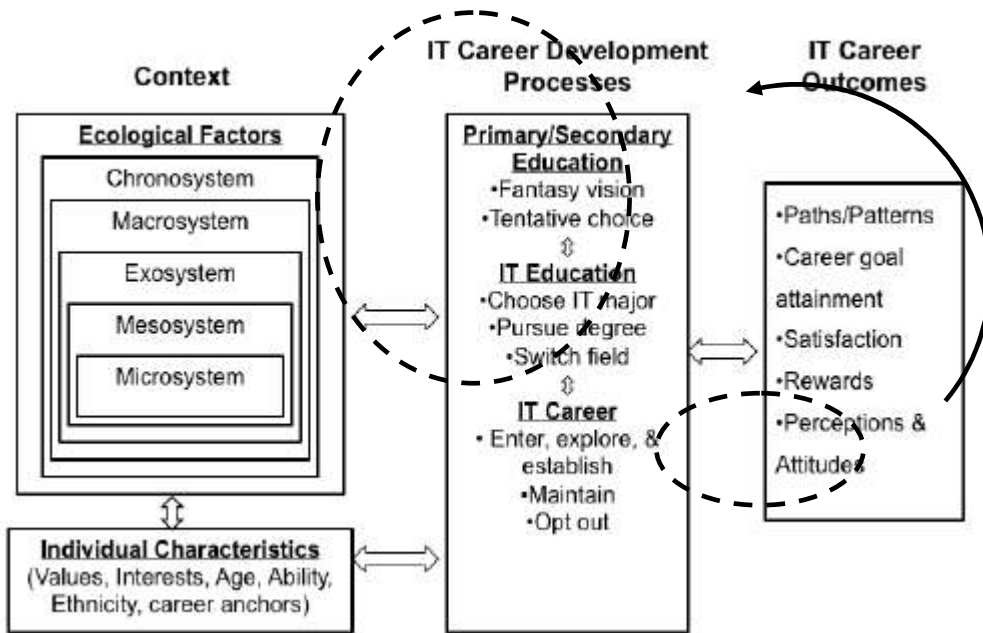 Context
Ecological Factors
Chronosystem
Macrosystem
Exosystem
Mesosystem
Microsystem
Individual Characteristics
(Values, Interests, Age, Ability,
Ethnicity, career anchors)
IT Career Development
Processes
Primary/Secondary
Education
•Fantasy vision
•Tentative choice
IT Education
•Choose IT major
•Pursue degree
•Switch field
IT Career
• Enter, explore, &
establish
•Maintain
•Opt out
IT Career
Outcomes
•Paths/Patterns
•Career goal
attainment
•Satisfaction
•Rewards
•Perceptions &
Attitudes